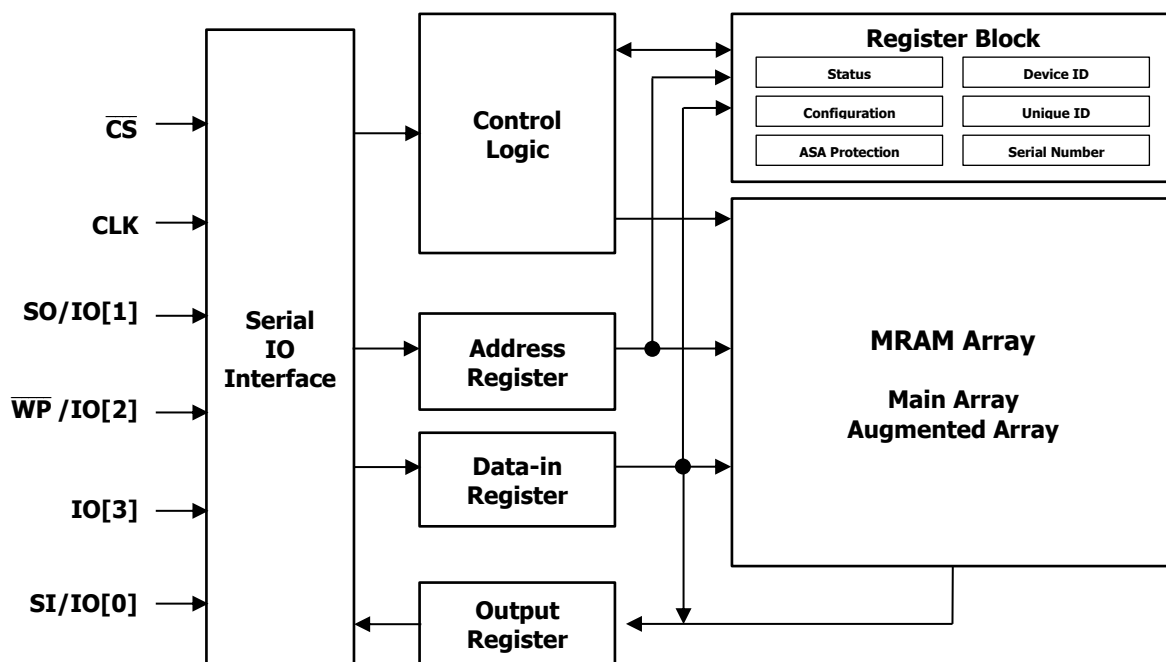 Register Block
Status
Device ID
Configuration
Unique ID
ASA Protection
Serial Number
Control
Logic
C̅S̅
CLK
SO/IO[1]
W̅P̅ /IO[2]
IO[3]
SI/IO[0]
Serial
IO
Interface
Address
Register
Data-in
Register
Output
Register
MRAM Array
Main Array
Augmented Array